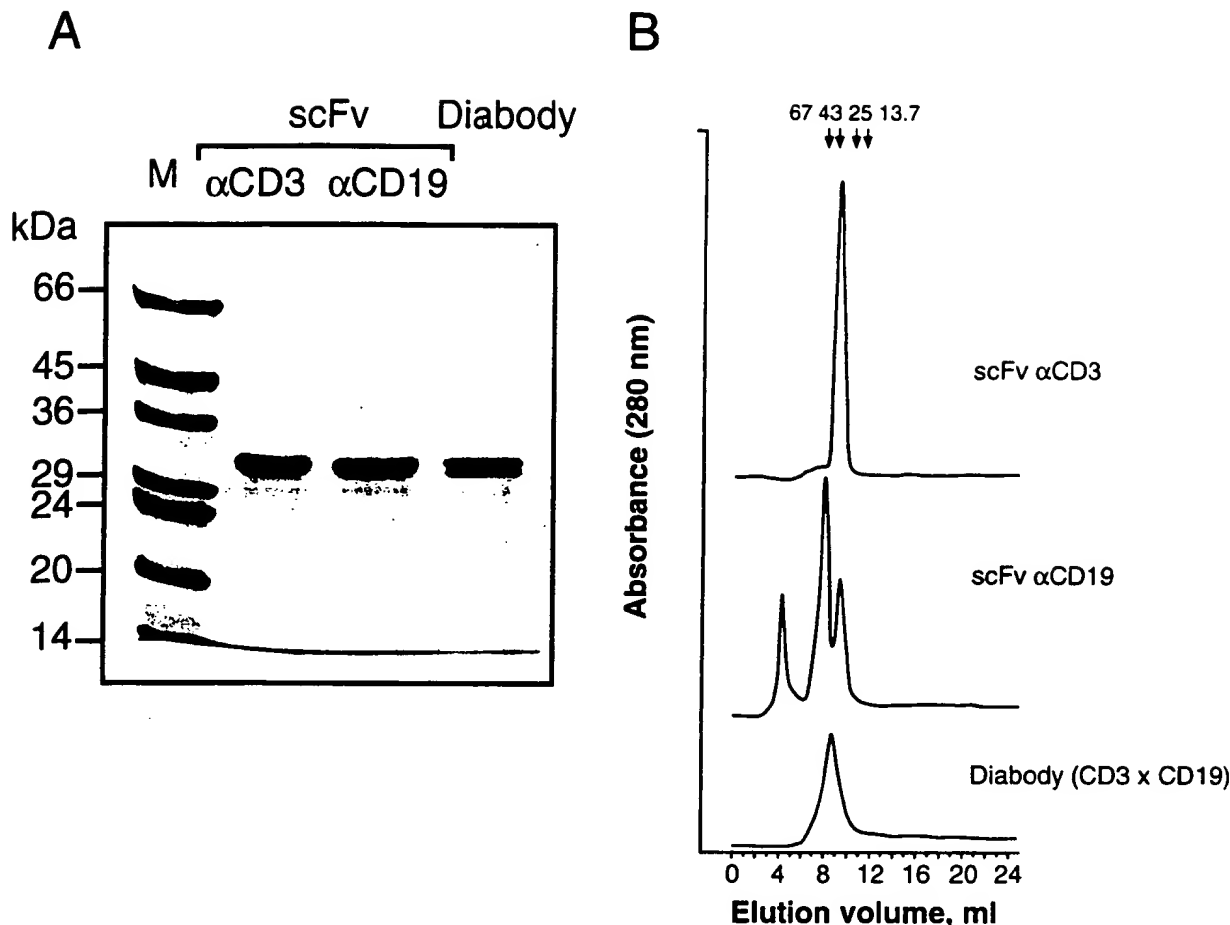 A
scFv Diabody
M αCD3 αCD19
kDa
66
45
36
29
24
20
14
B
67 43 25 13.7
Absorbance (280 nm)
scFv αCD3
scFv αCD19
Diabody (CD3 x CD19)
0 4 8 12 16 20 24
Elution volume, ml